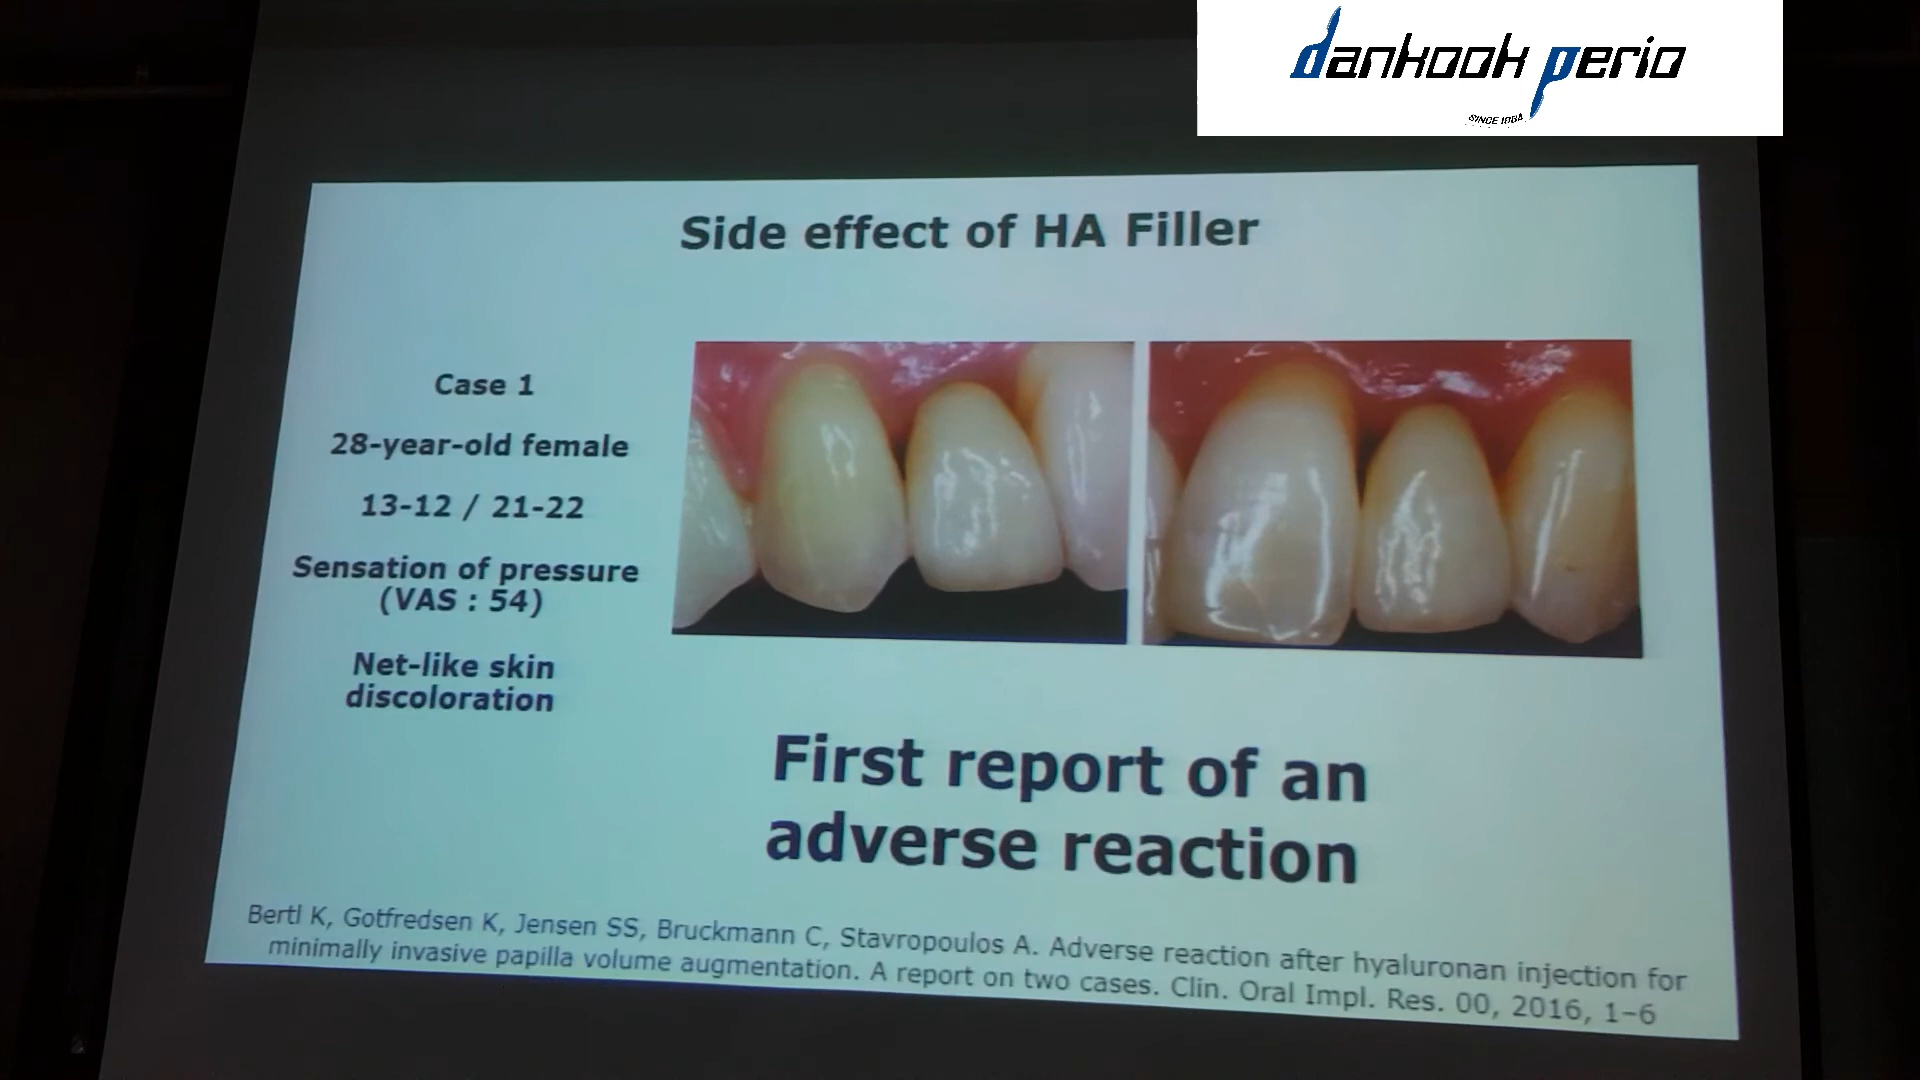 dankook perio
SINCE 1984
Side effect of HA Filler
Case 1
28-year-old female
13-12 / 21-22
Sensation of pressure
(VAS : 54)
Net-like skin
discoloration
First report of an
adverse reaction
Bertl K, Gotfredsen K, Jensen SS, Bruckmann C, Stavropoulos A. Adverse reaction after hyaluronan injection for
minimally invasive papilla volume augmentation. A report on two cases. Clin. Oral Impl. Res. 00, 2016, 1–6